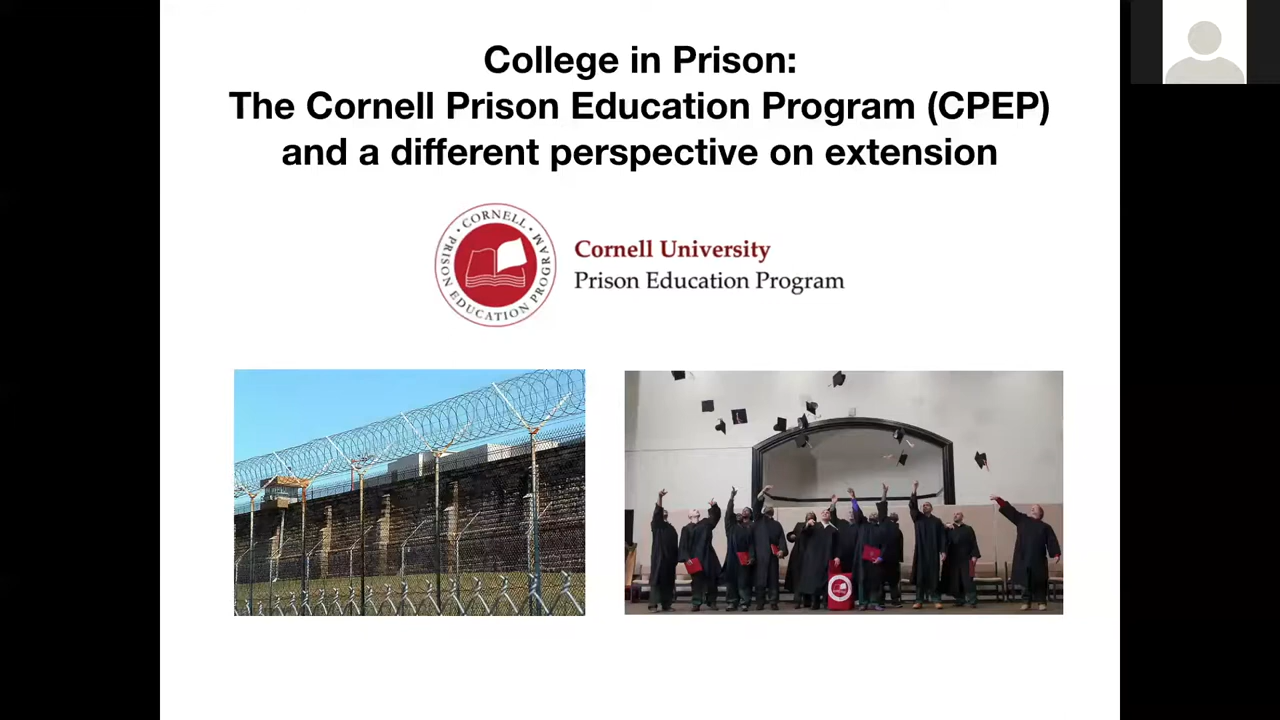 College in Prison:
The Cornell Prison Education Program (CPEP)
and a different perspective on extension
· CORNELL ·
PRISON EDUCATION PROGRAM
Cornell University
Prison Education Program